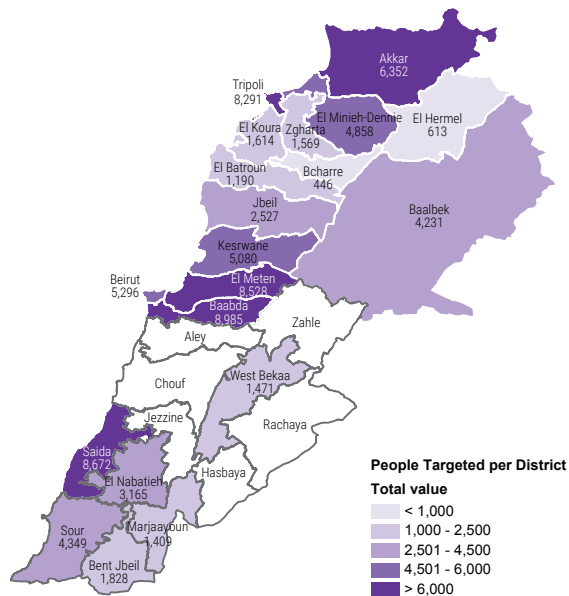 Akkar
6,352
Tripoli
8,291
El Minieh-Dennie
4,858
El Hermel
613
El Koura
1,614
Zgharta
1,569
El Batroun
1,190
Bcharre
446
Jbeil
2,527
Baalbek
4,231
Kesrwane
5,080
Beirut
5,296
El Meten
8,528
Baabda
8,985
Zahle
Aley
Chouf
West Bekaa
1,471
Jezzine
Rachaya
Saida
8,672
Hasbaya
El Nabatieh
3,165
Sour
4,349
Marjaayoun
1,409
Bent Jbeil
1,828
People Targeted per District
Total value
< 1,000
1,000 - 2,500
2,501 - 4,500
4,501 - 6,000
> 6,000